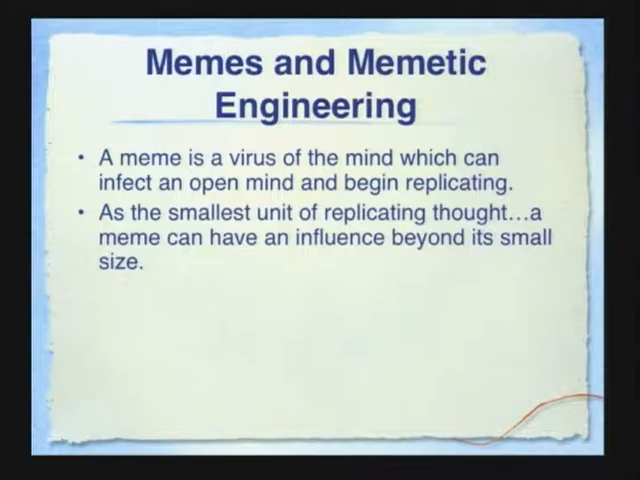 Memes and Memetic
Engineering
• A meme is a virus of the mind which can
infect an open mind and begin replicating.
• As the smallest unit of replicating thought…a
meme can have an influence beyond its small
size.